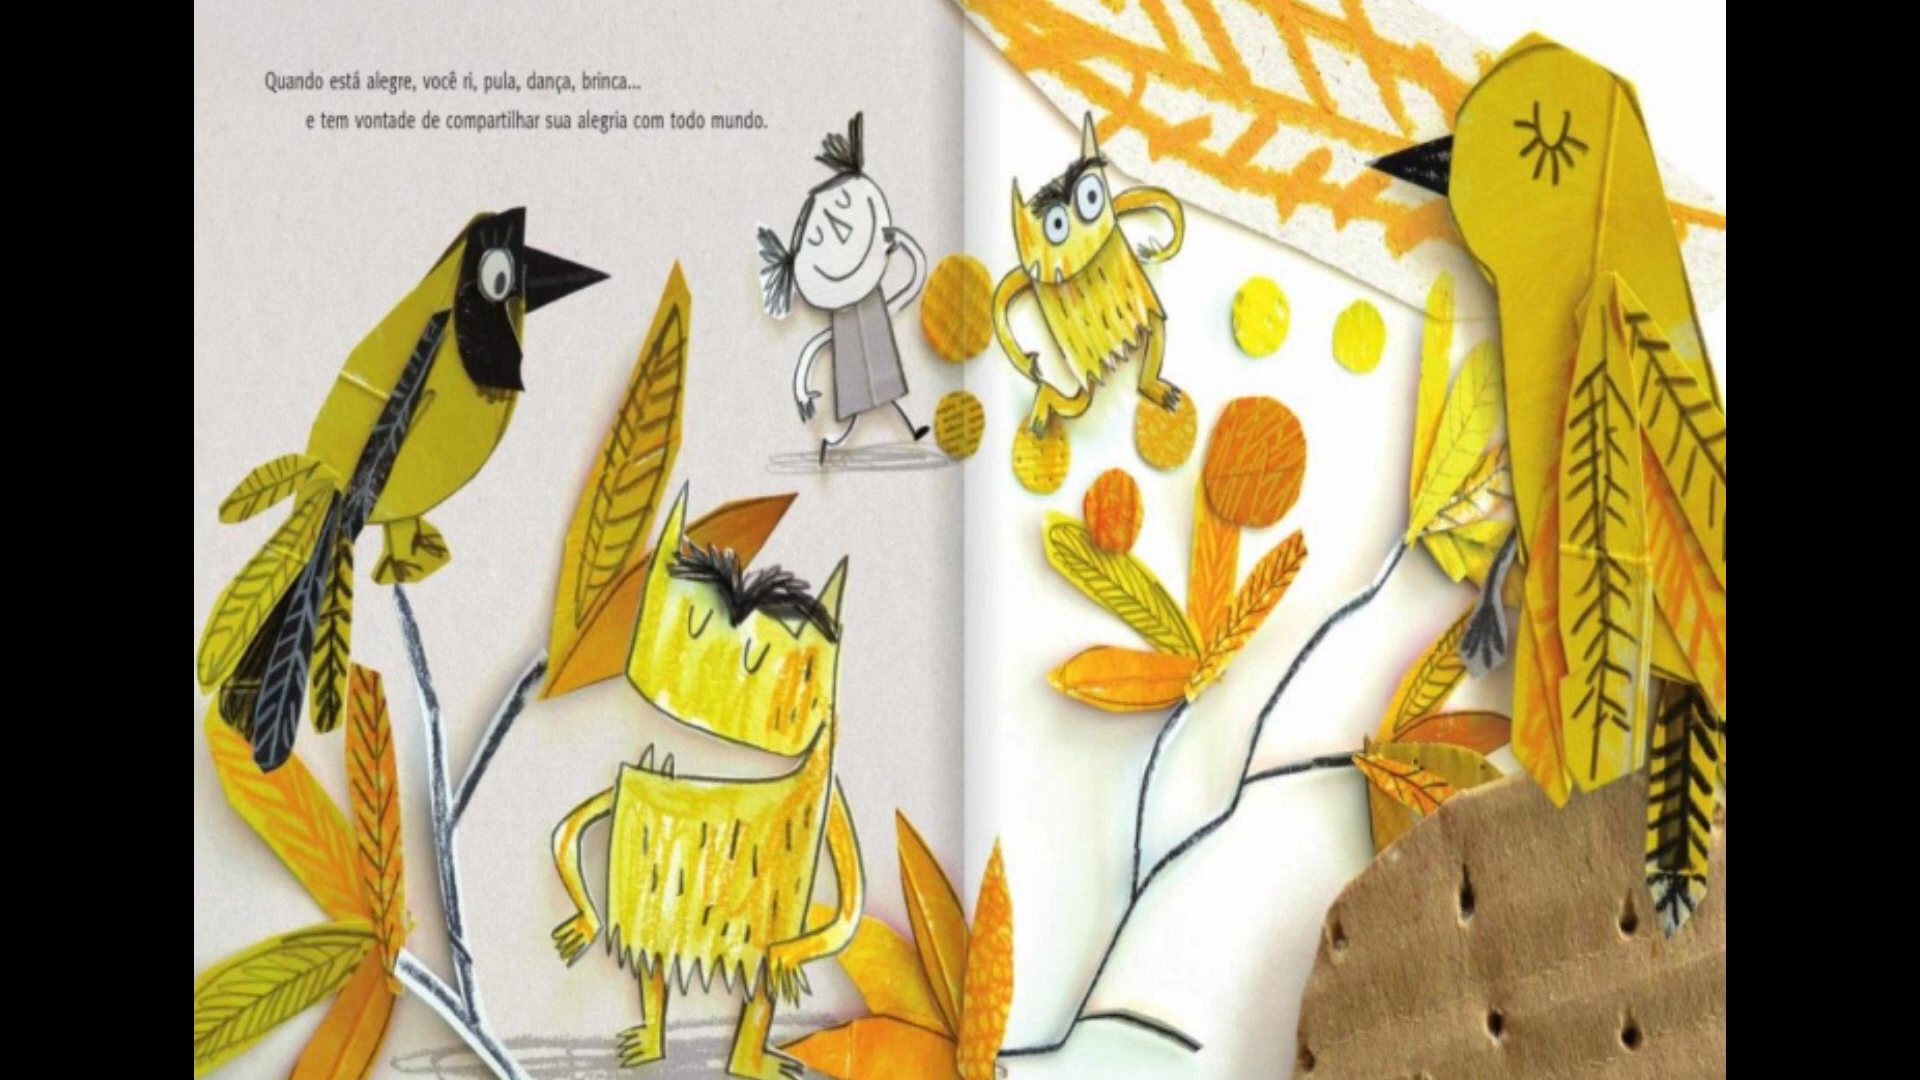 Quando está alegre, você ri, pula, dança, brinca...
e tem vontade de compartilhar sua alegria com todo mundo.